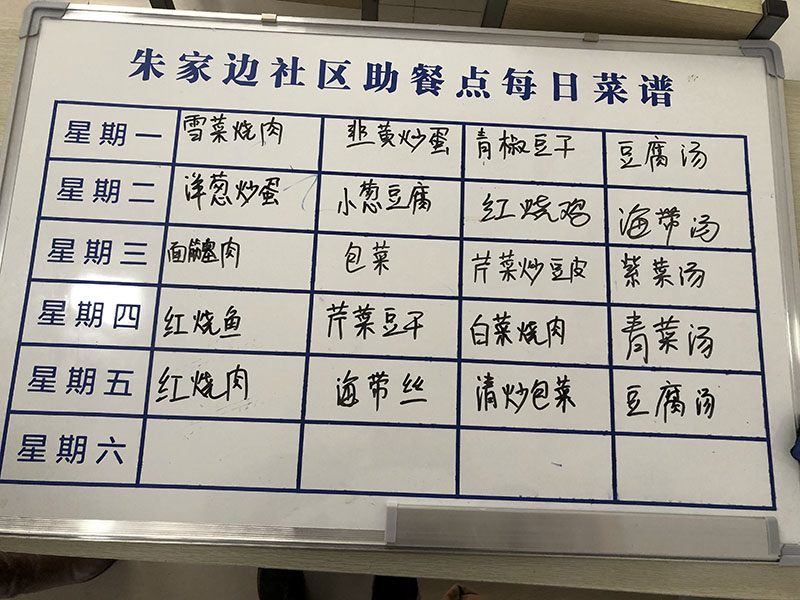 朱家边社区助餐点每日菜谱
星期一 雪菜烧肉 韭黄炒蛋 青椒豆干 豆腐汤
星期二 洋葱炒蛋 小葱豆腐 红烧鸡 海带汤
星期三 面筋塞肉 包菜 芹菜炒豆皮 紫菜汤
星期四 红烧鱼 芹菜豆干 白菜烧肉 青菜汤
星期五 红烧肉 海带丝 清炒包菜 豆腐汤
星期六